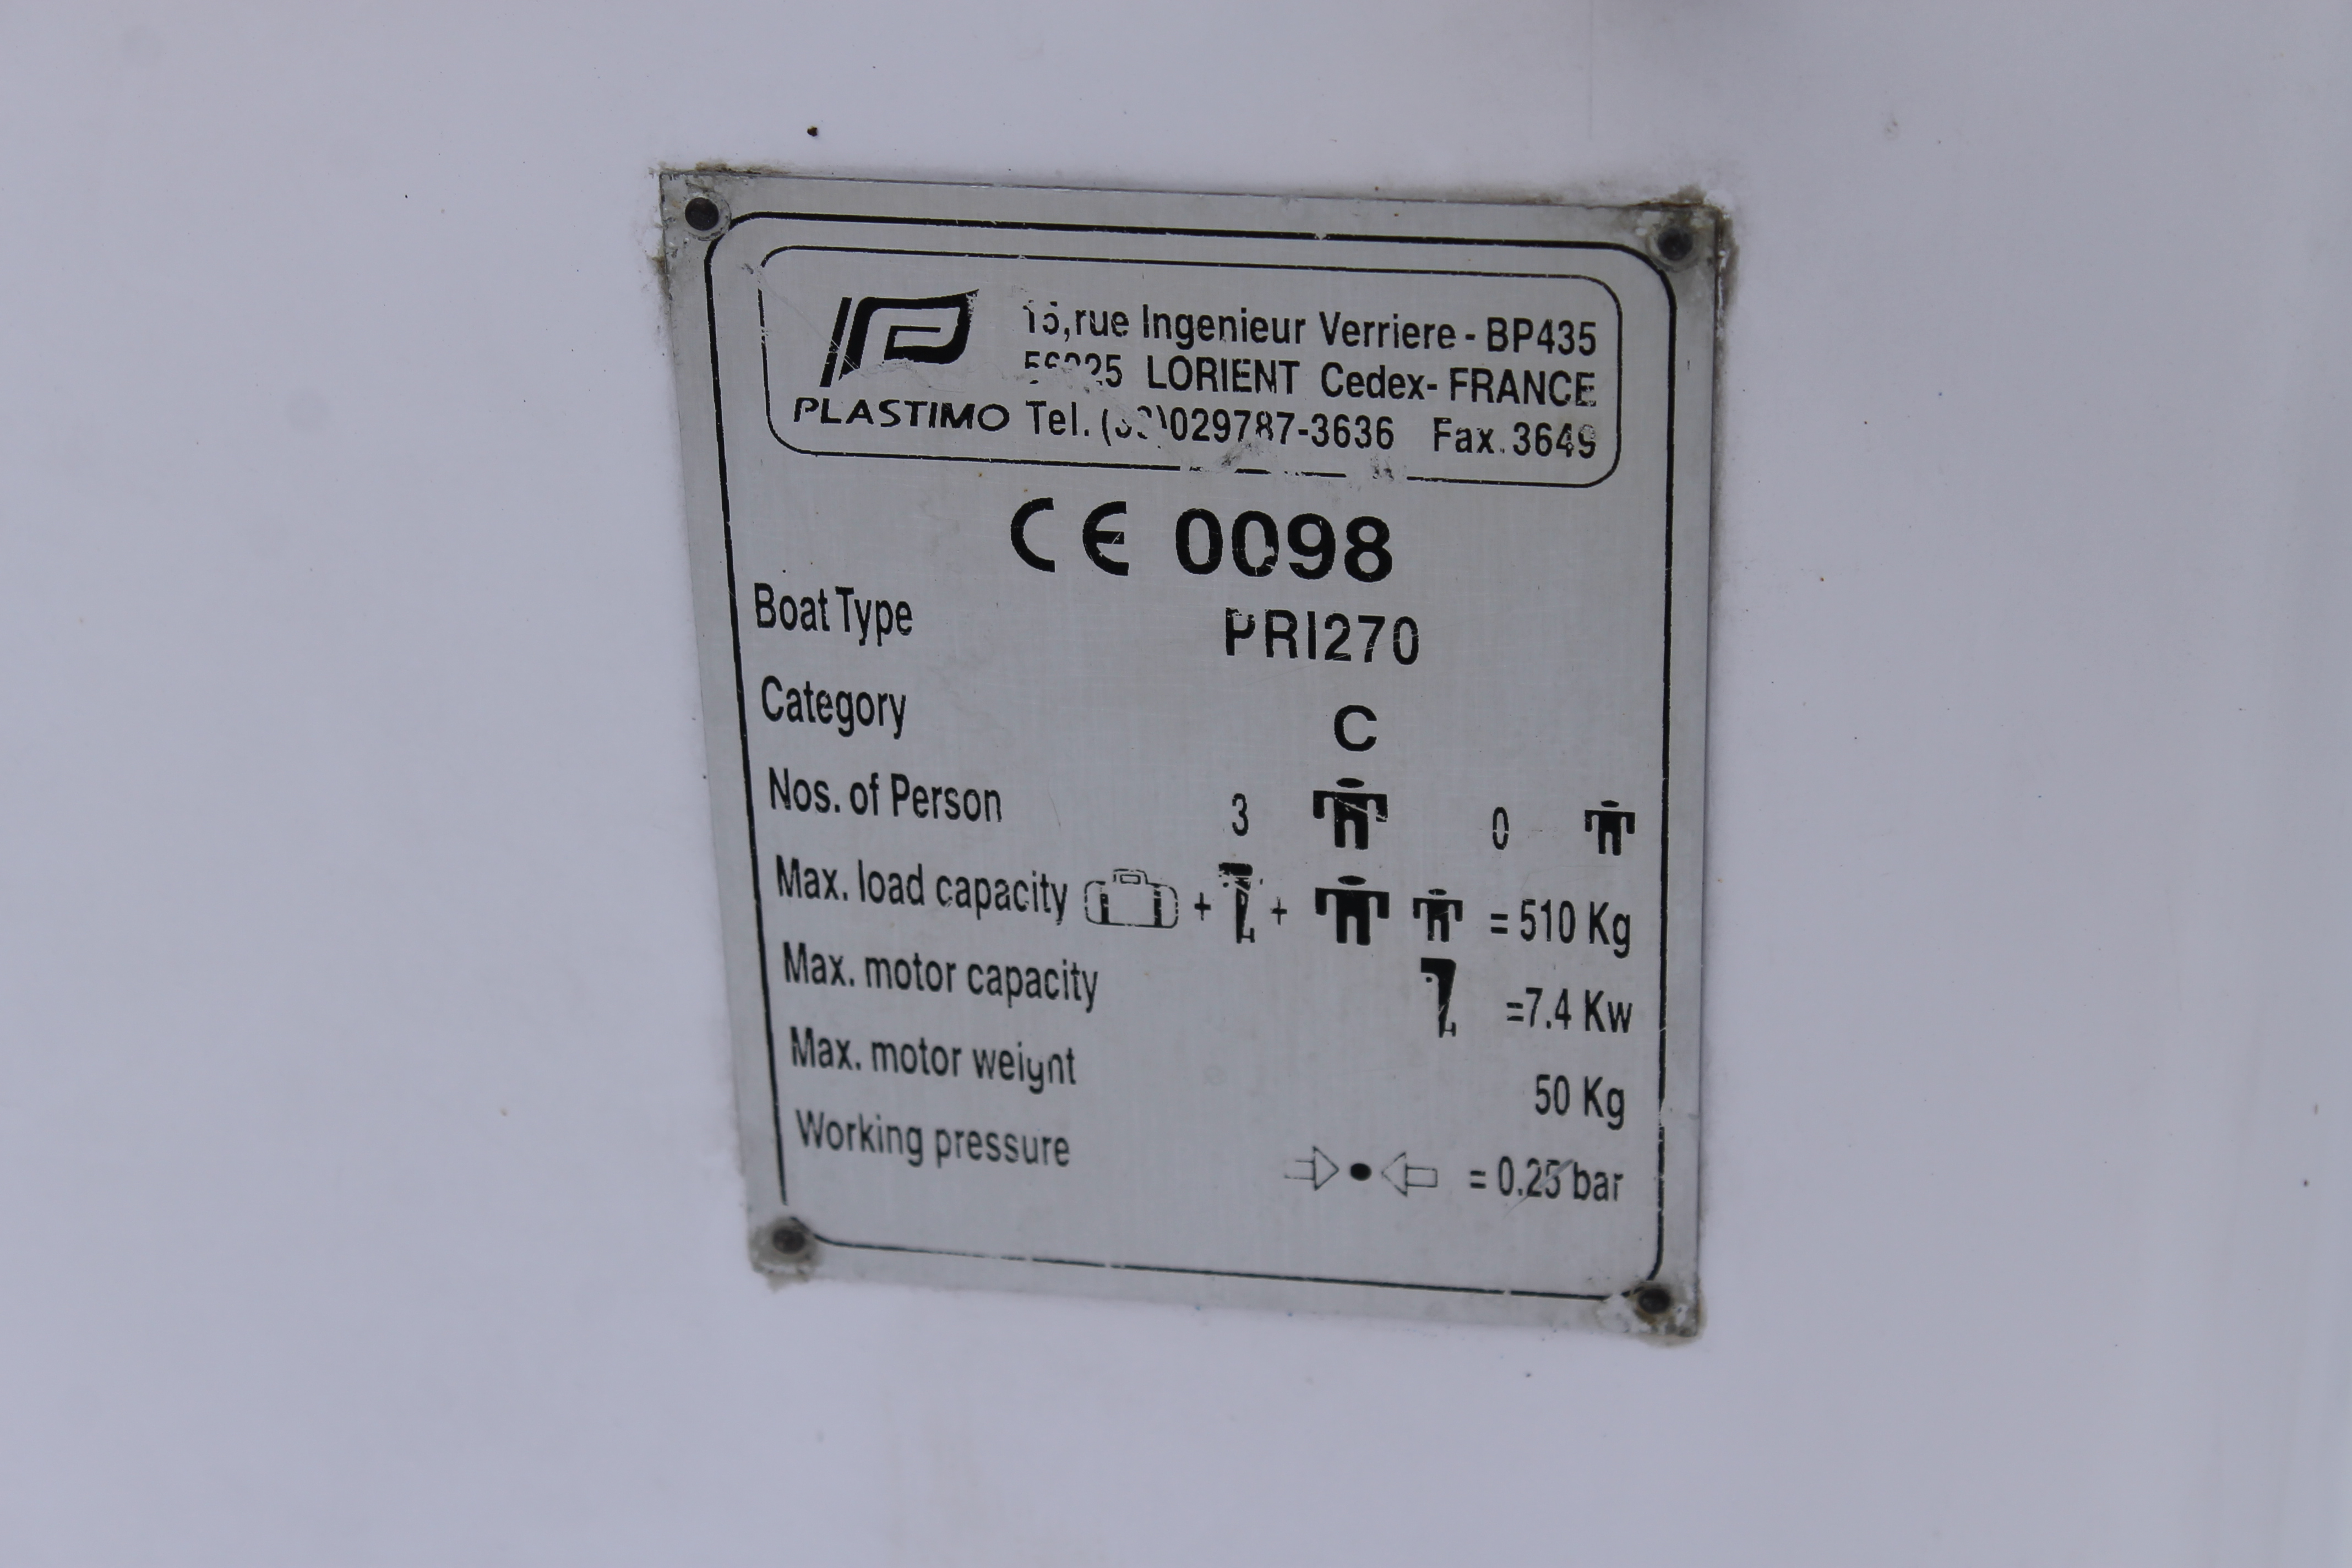 15,rue Ingenieur Verriere - BP435
LORIENT Cedex- FRANCE
PLASTIMO Tel. 029787-3636 Fax. 3649
CE 0098
Boat Type PRI270
Category C
Nos. of Person 3 0
Max. load capacity + + = 510 Kg
Max. motor capacity =7.4 Kw
Max. motor weight 50 Kg
Working pressure = 0.25 bar